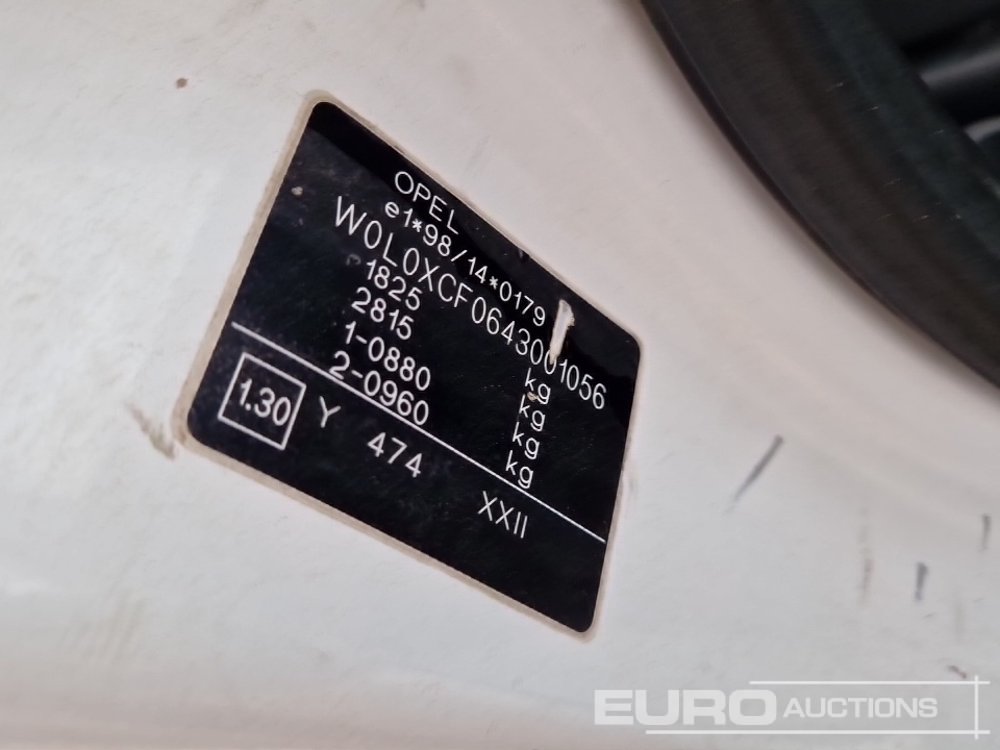 OPEL
e1*98/14*0179
W0L0XCF0643001056
1825 kg
2815 kg
1-0880 kg
2-0960 kg
1.30 Y 474 XXII
EURO AUCTIONS